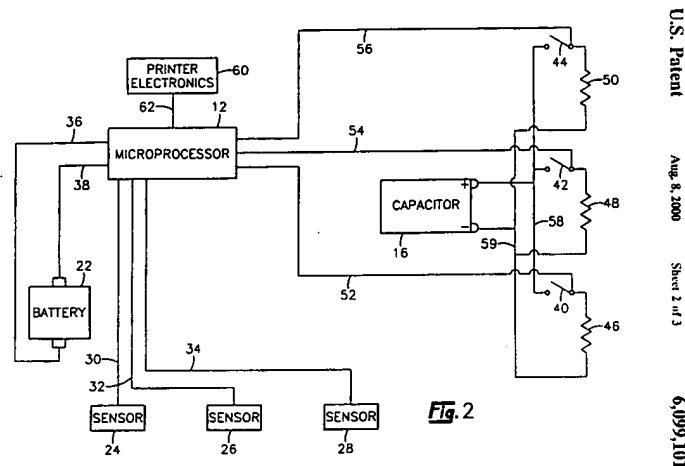 56
44
PRINTER
ELECTRONICS
60
50
62
12
36
54
MICROPROCESSOR
38
42
CAPACITOR
+
-
48
58
16
59
22
52
BATTERY
40
46
30
34
32
SENSOR
SENSOR
SENSOR
24
26
28
Fig. 2
U.S. Patent
Aug. 8, 2000
Sheet 2 of 3
6,099,101